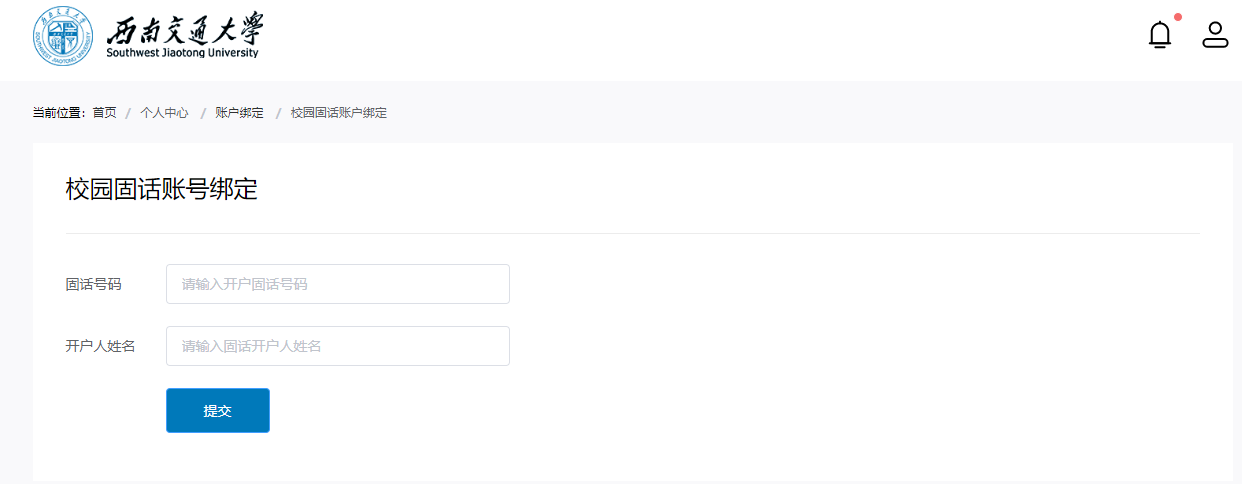 西南交通大學
Southwest Jiaotong University
当前位置：首页 / 个人中心 / 账户绑定 / 校园固话账户绑定
校园固话账号绑定
固话号码 请输入开户固话号码
开户人姓名 请输入固话开户人姓名
提交